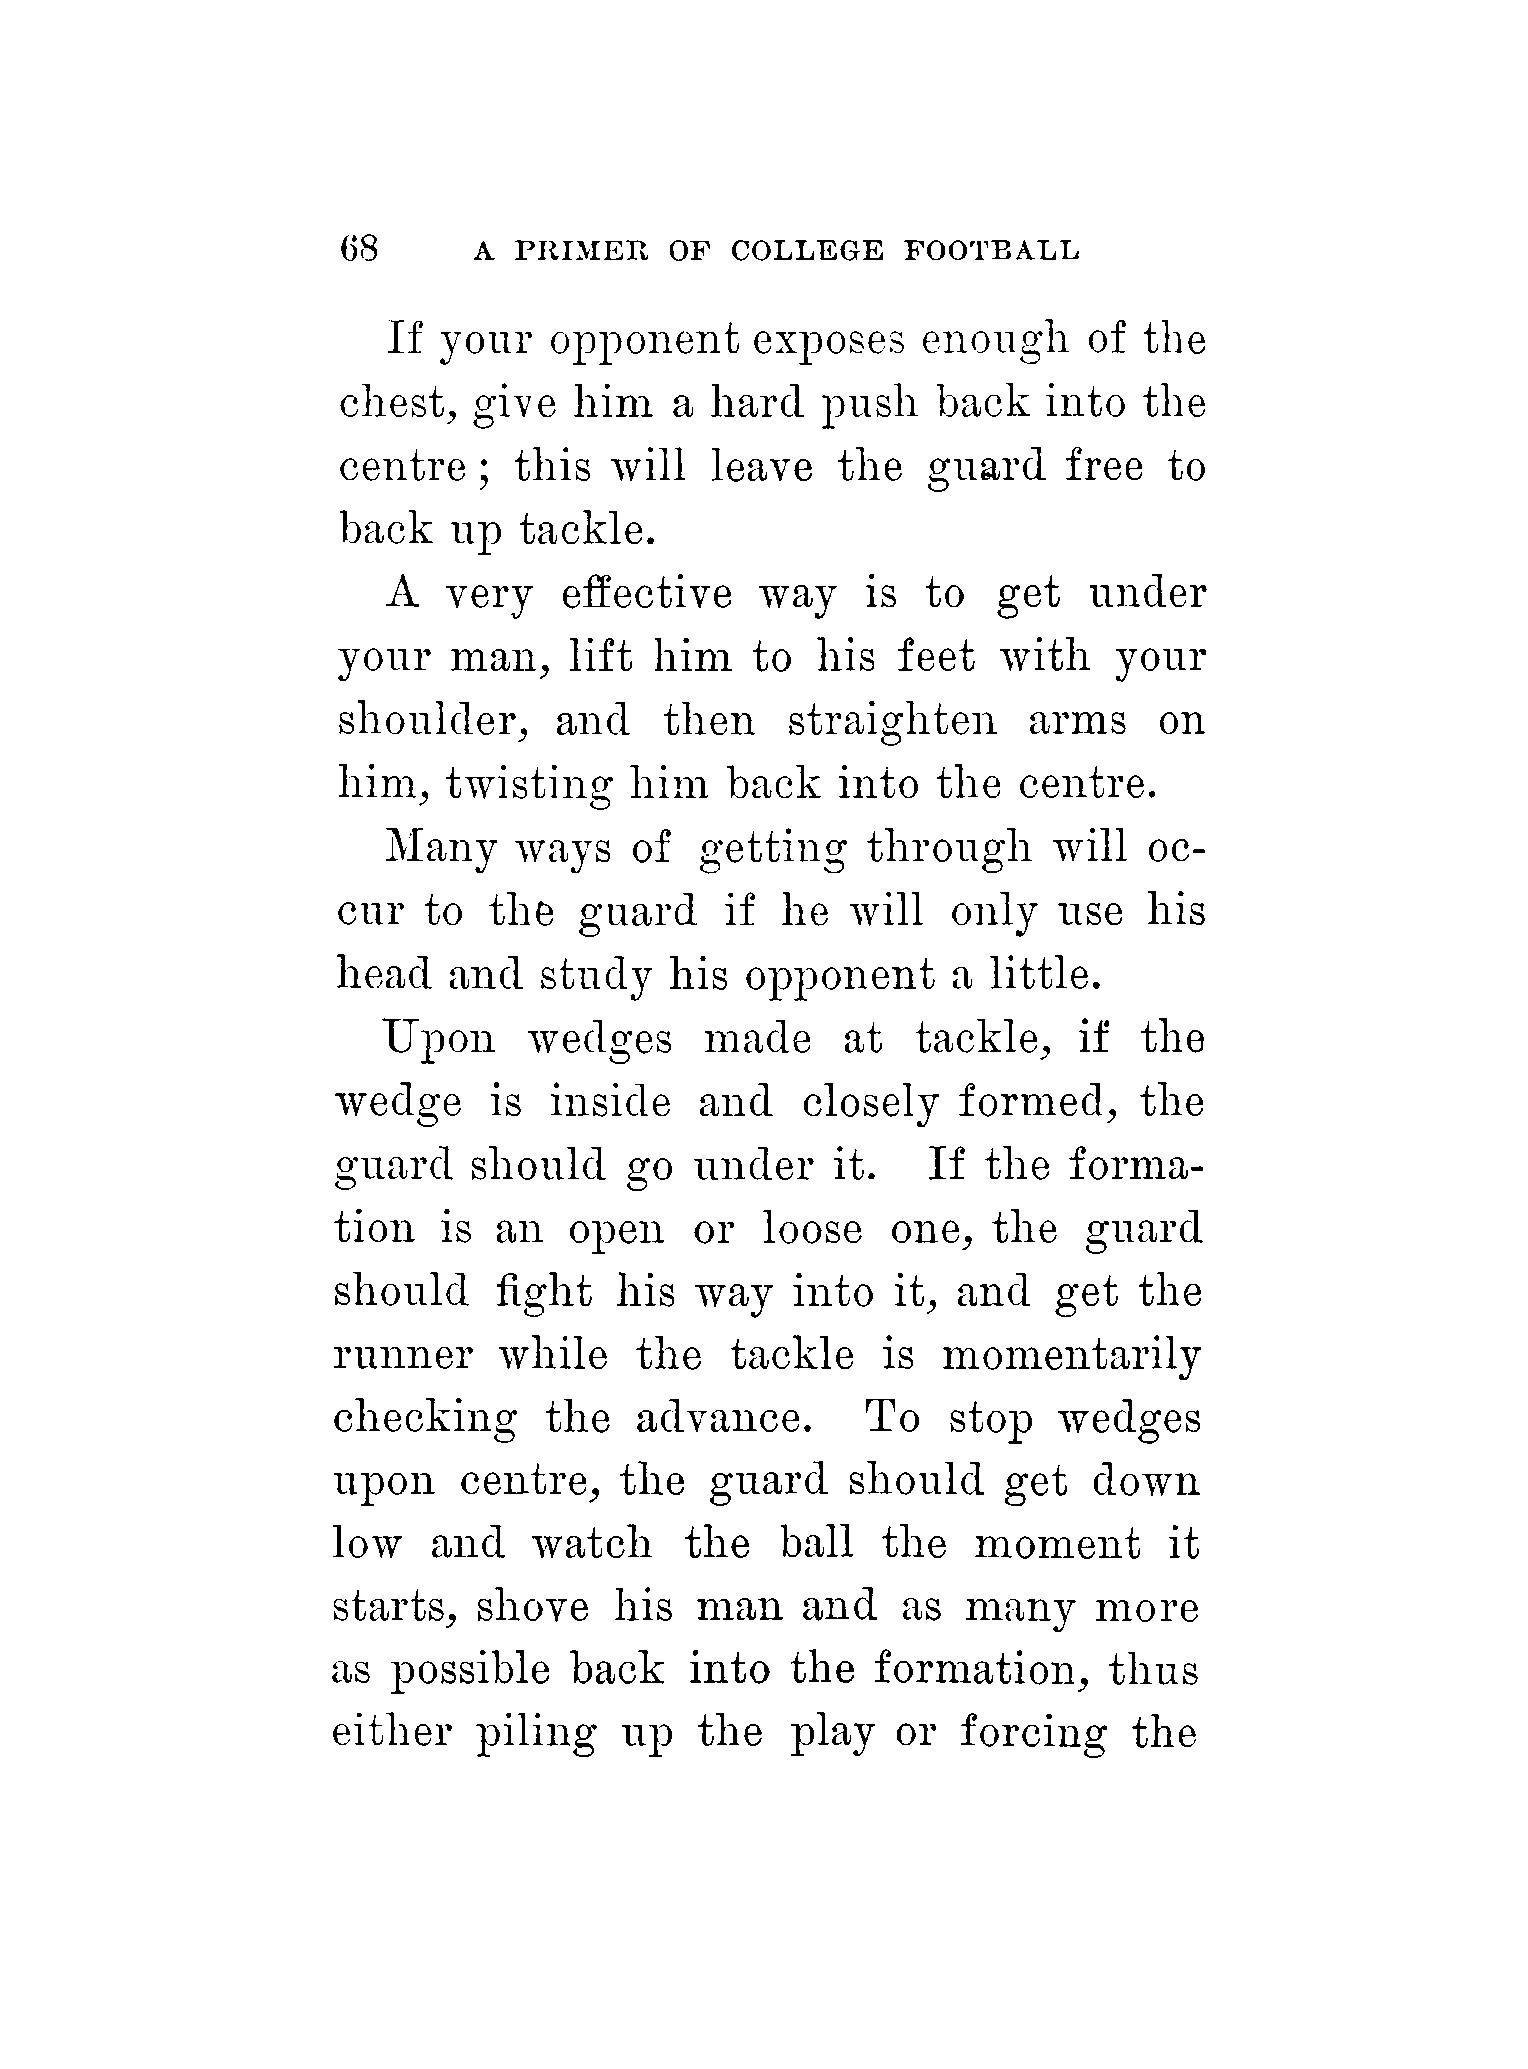 68 A PRIMER OF COLLEGE FOOTBALL
If your opponent exposes enough of the
chest, give him a hard push back into the
centre ; this will leave the guard free to
back up tackle.
A very effective way is to get under
your man, lift him to his feet with your
shoulder, and then straighten arms on
him, twisting him back into the centre.
Many ways of getting through will oc-
cur to the guard if he will only use his
head and study his opponent a little.
Upon wedges made at tackle, if the
wedge is inside and closely formed, the
guard should go under it. If the forma-
tion is an open or loose one, the guard
should fight his way into it, and get the
runner while the tackle is momentarily
checking the advance. To stop wedges
upon centre, the guard should get down
low and watch the ball the moment it
starts, shove his man and as many more
as possible back into the formation, thus
either piling up the play or forcing the